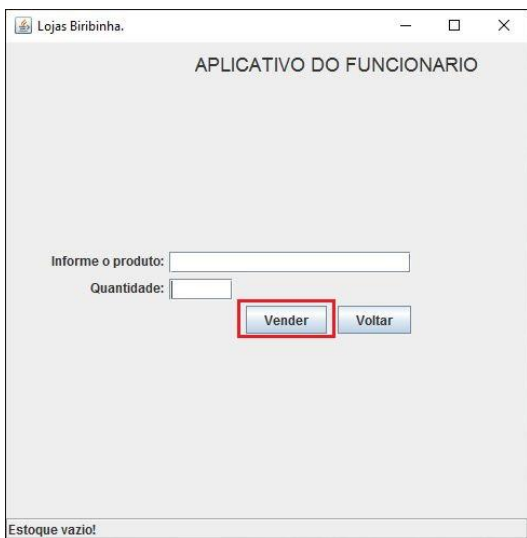 Lojas Biribinha.
APLICATIVO DO FUNCIONARIO
Informe o produto:
Quantidade:
Vender Voltar
Estoque vazio!